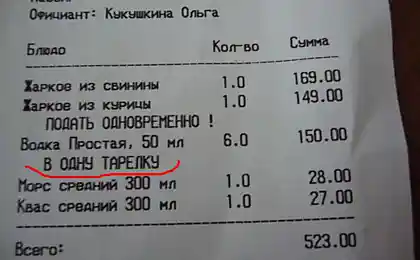 Официант: Кукушкина Ольга
Блюдо Кол-во Сумма
Жаркое из свинины 1.0 169.00
Жаркое из курицы 1.0 149.00
ПОДАТЬ ОДНОВРЕМЕННО !
Водка Простая, 50 мл 6.0 150.00
В ОДНУ ТАРЕЛКУ
Морс средний 300 мл 1.0 28.00
Квас средний 300 мл 1.0 27.00
Всего: 523.00